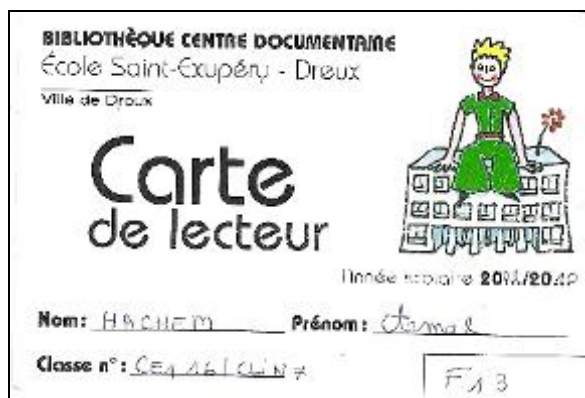 BIBLIOTHÈQUE CENTRE DOCUMENTAIRE
École Saint-Exupéry - Dreux
Ville de Dreux
Carte
de lecteur
Année scolaire
Nom: HACHEM Prénom:
Classe n°: CE1
F13